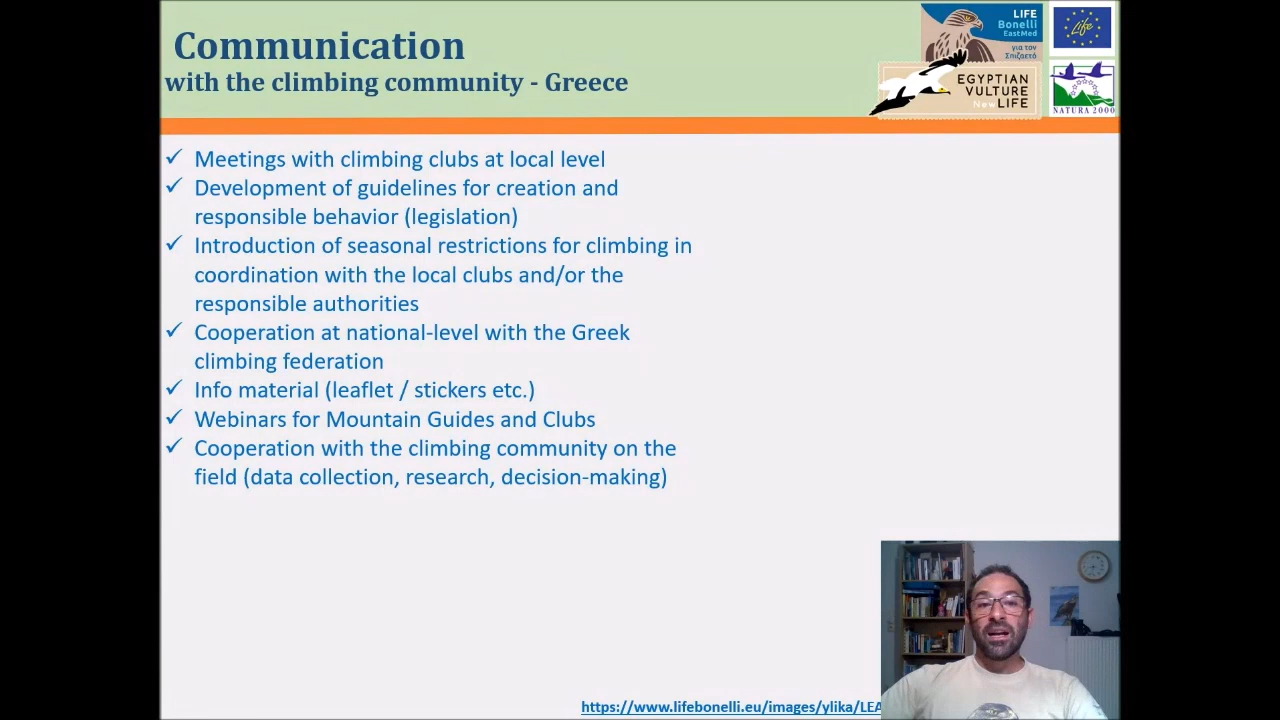 Communication
with the climbing community - Greece
LIFE
Bonelli
EastMed
για τον
Σπιζαετό
Life
EGYPTIAN
VULTURE
New LIFE
NATURA 2000
✓ Meetings with climbing clubs at local level
✓ Development of guidelines for creation and
responsible behavior (legislation)
✓ Introduction of seasonal restrictions for climbing in
coordination with the local clubs and/or the
responsible authorities
✓ Cooperation at national-level with the Greek
climbing federation
✓ Info material (leaflet / stickers etc.)
✓ Webinars for Mountain Guides and Clubs
✓ Cooperation with the climbing community on the
field (data collection, research, decision-making)
https://www.lifebonelli.eu/images/ylika/LEA